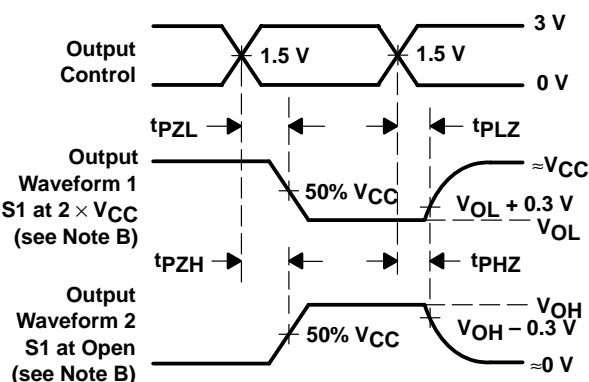 3 V
Output
Control
1.5 V
1.5 V
0 V
tPZL
tPLZ
Output
Waveform 1
S1 at 2 × VCC
(see Note B)
≈VCC
50% VCC
VOL + 0.3 V
VOL
tPZH
tPHZ
Output
Waveform 2
S1 at Open
(see Note B)
VOH
50% VCC
VOH − 0.3 V
≈0 V